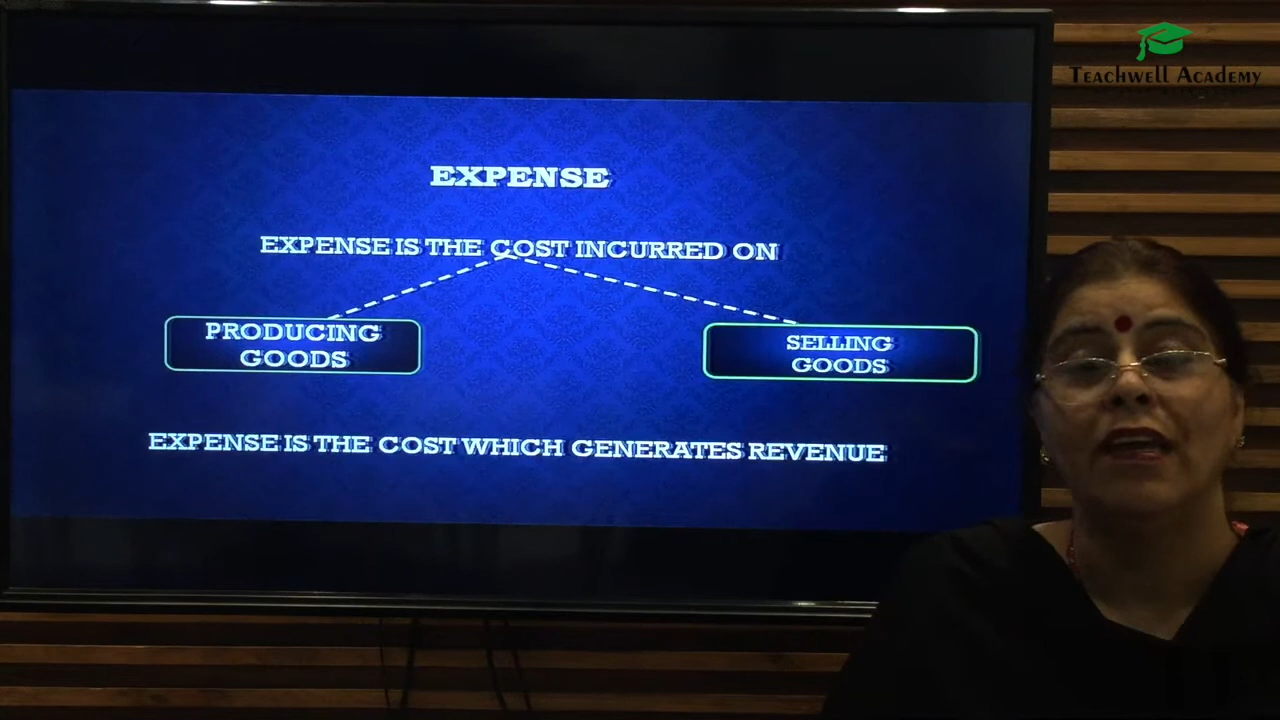 Teachwell Academy
EXPENSE
EXPENSE IS THE COST INCURRED ON
PRODUCING
GOODS
SELLING
GOODS
EXPENSE IS THE COST WHICH GENERATES REVENUE